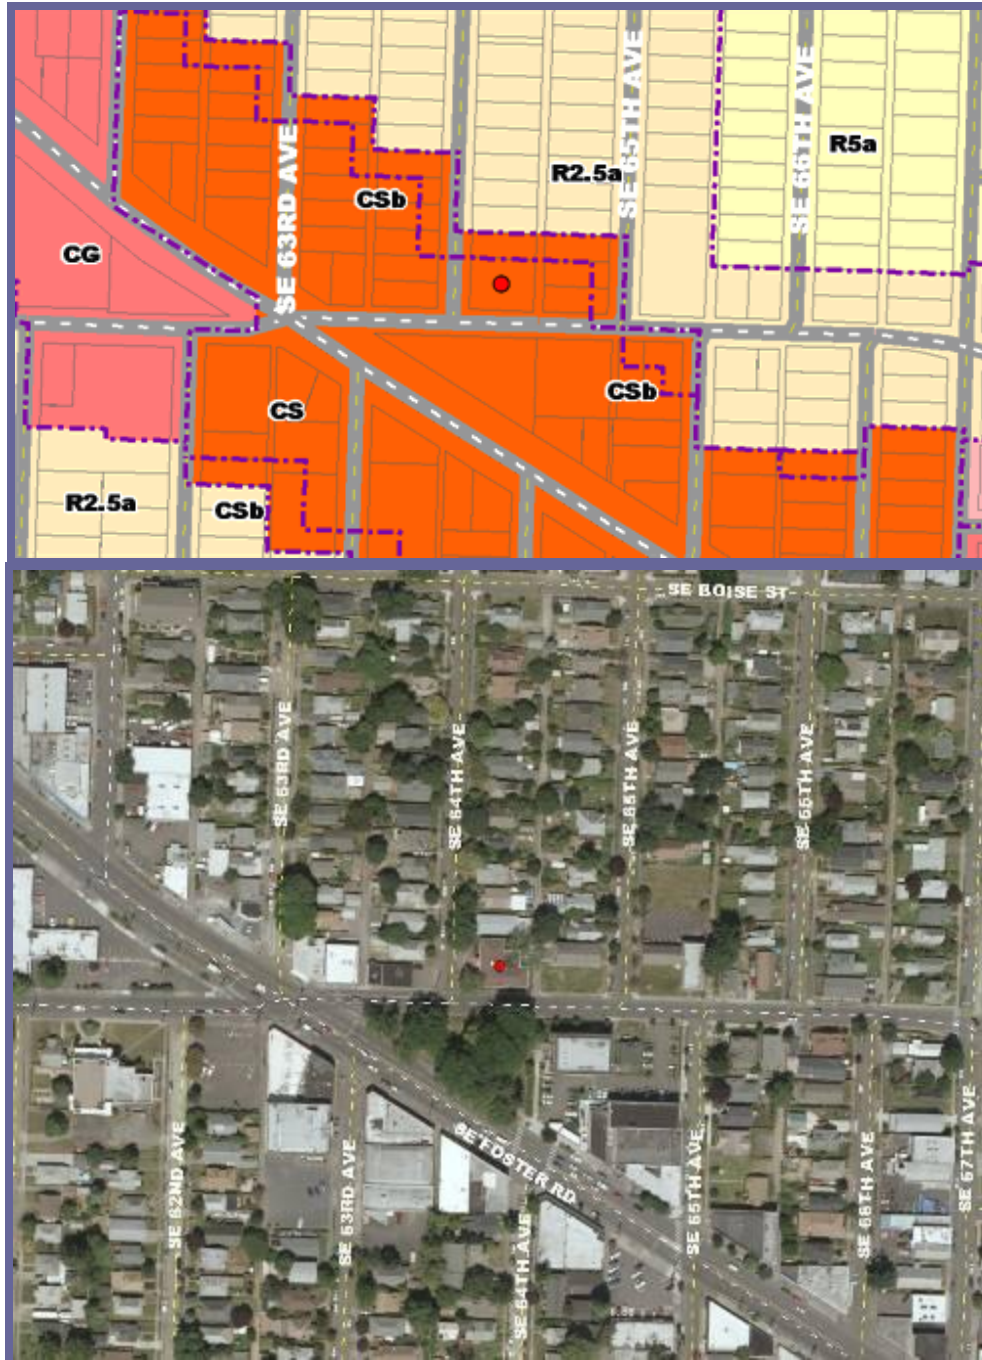 SE 63RD AVE
SE 65TH AVE
SE 66TH AVE
R5a
R2.5a
CSb
CG
CSb
CS
R2.5a
CSb
SE BOISE ST
SE 63RD AVE
SE 64TH AVE
SE 65TH AVE
SE 66TH AVE
SE FOSTER RD
SE 62ND AVE
SE 63RD AVE
SE 64TH AVE
SE 65TH AVE
SE 66TH AVE
SE 67TH AVE